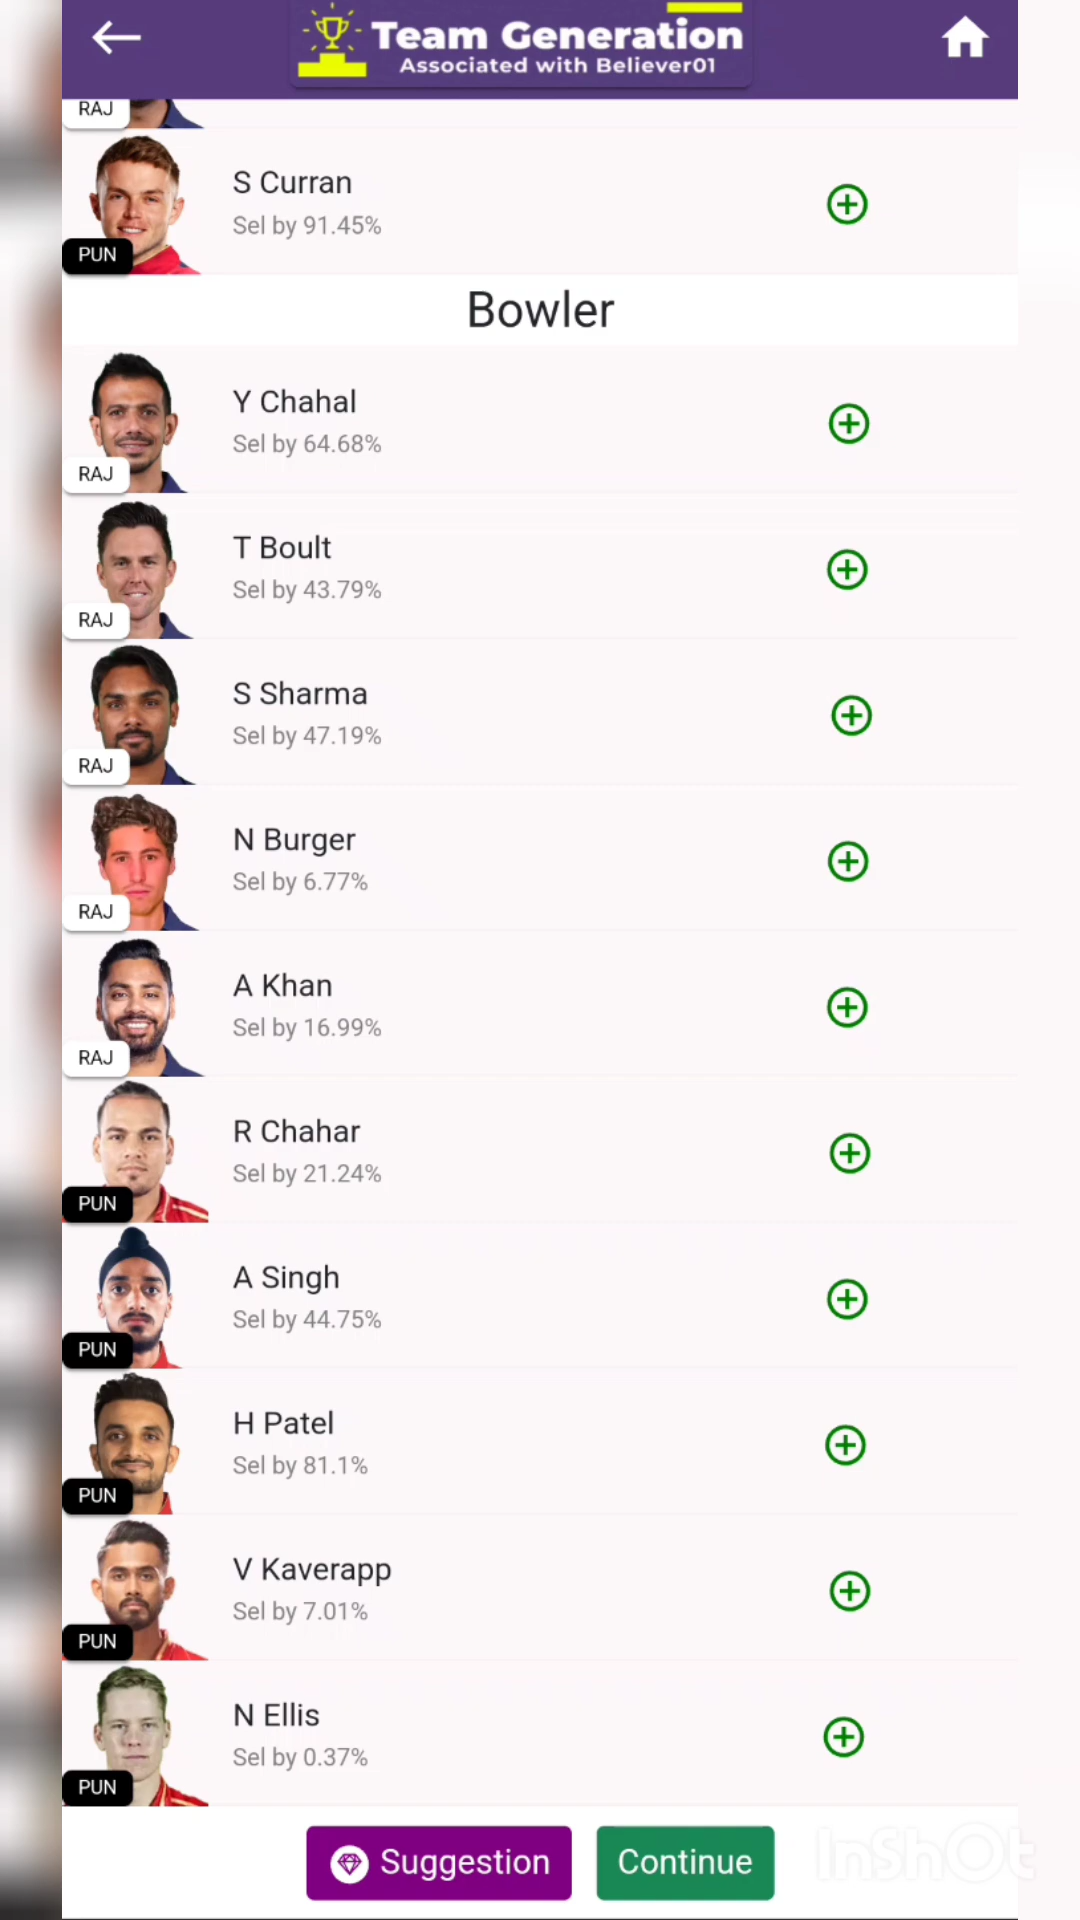 Team Generation
Associated with Believer01
RAJ
S Curran
Sel by 91.45%
PUN
Bowler
Y Chahal
Sel by 64.68%
RAJ
T Boult
Sel by 43.79%
RAJ
S Sharma
Sel by 47.19%
RAJ
N Burger
Sel by 6.77%
RAJ
A Khan
Sel by 16.99%
RAJ
R Chahar
Sel by 21.24%
PUN
A Singh
Sel by 44.75%
PUN
H Patel
Sel by 81.1%
PUN
V Kaverapp
Sel by 7.01%
PUN
N Ellis
Sel by 0.37%
PUN
Suggestion
Continue
InShOt